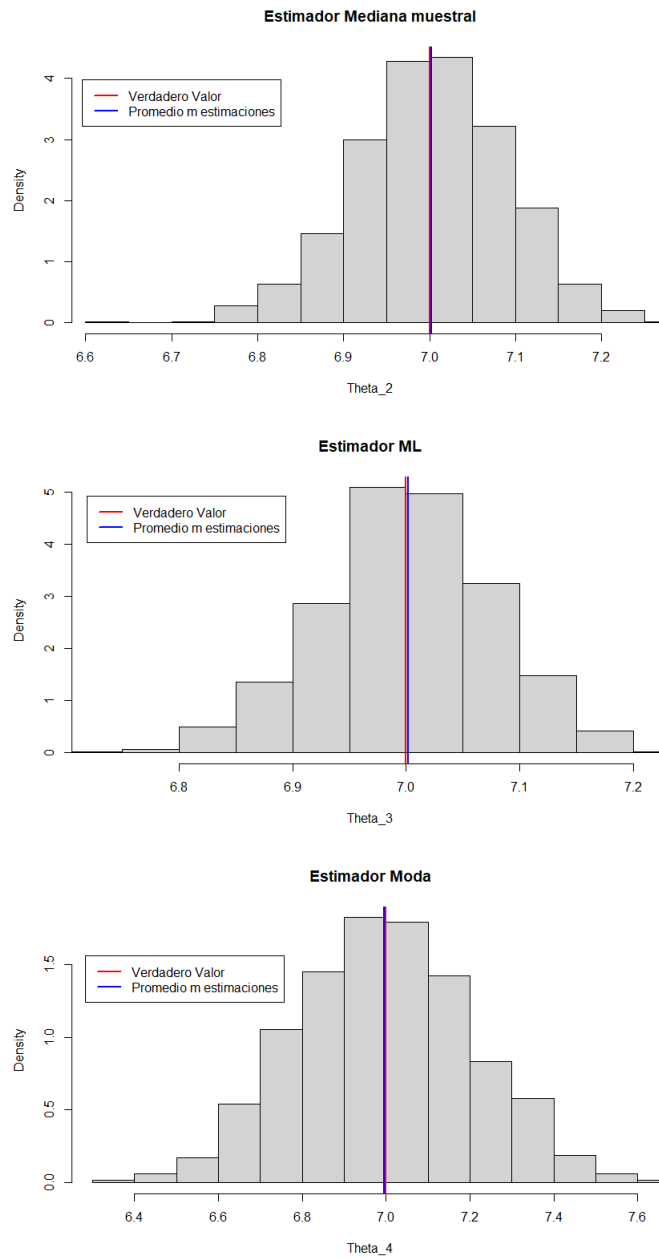 Estimador Mediana muestral
Verdadero Valor
Promedio m estimaciones
Density
0 1 2 3 4
6.6 6.7 6.8 6.9 7.0 7.1 7.2
Theta_2
Estimador ML
Verdadero Valor
Promedio m estimaciones
Density
0 1 2 3 4 5
6.8 6.9 7.0 7.1 7.2
Theta_3
Estimador Moda
Verdadero Valor
Promedio m estimaciones
Density
0.0 0.5 1.0 1.5
6.4 6.6 6.8 7.0 7.2 7.4 7.6
Theta_4